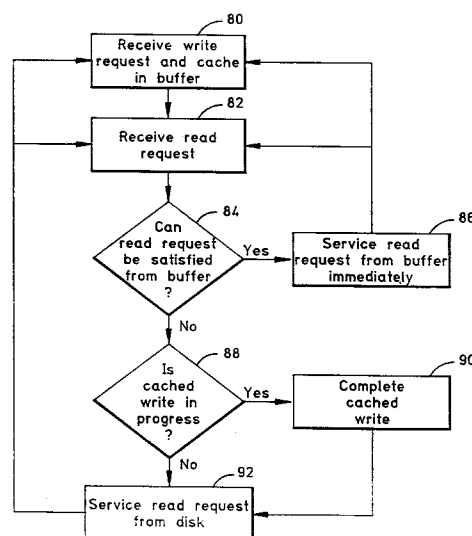 80
Receive write
request and cache
in buffer
82
Receive read
request
84
Can
read request
be satisfied
from buffer
?
Yes
86
Service read
request from buffer
immediately
No
88
Is
cached
write in
progress
?
Yes
90
Complete
cached
write
No
92
Service read request
from disk